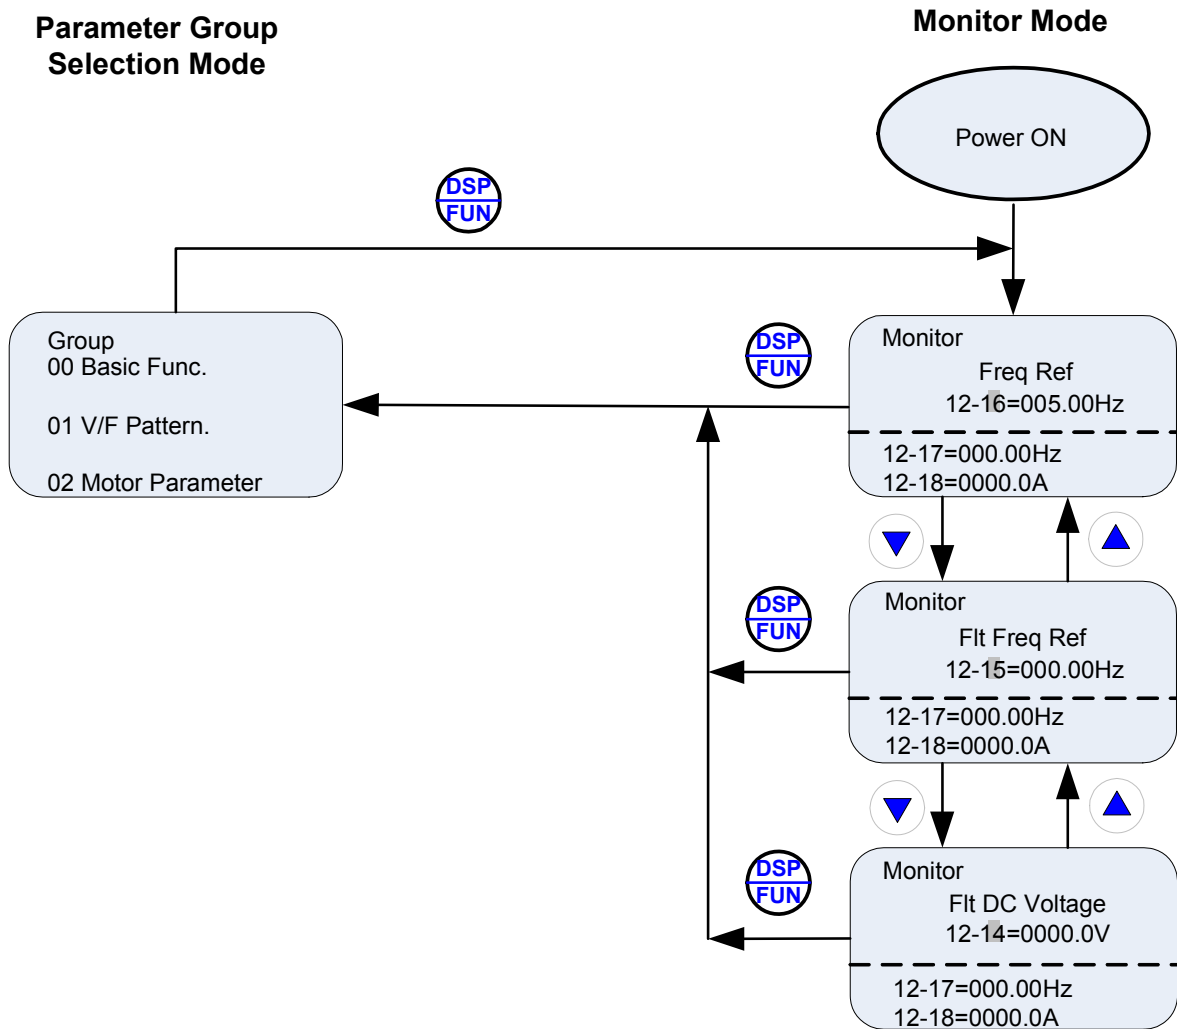 Parameter Group
Selection Mode
Monitor Mode
Power ON
DSP
FUN
Group
00 Basic Func.
01 V/F Pattern.
02 Motor Parameter
DSP
FUN
Monitor
Freq Ref
12-16=005.00Hz
12-17=000.00Hz
12-18=0000.0A
DSP
FUN
Monitor
Flt Freq Ref
12-15=000.00Hz
12-17=000.00Hz
12-18=0000.0A
DSP
FUN
Monitor
Flt DC Voltage
12-14=0000.0V
12-17=000.00Hz
12-18=0000.0A